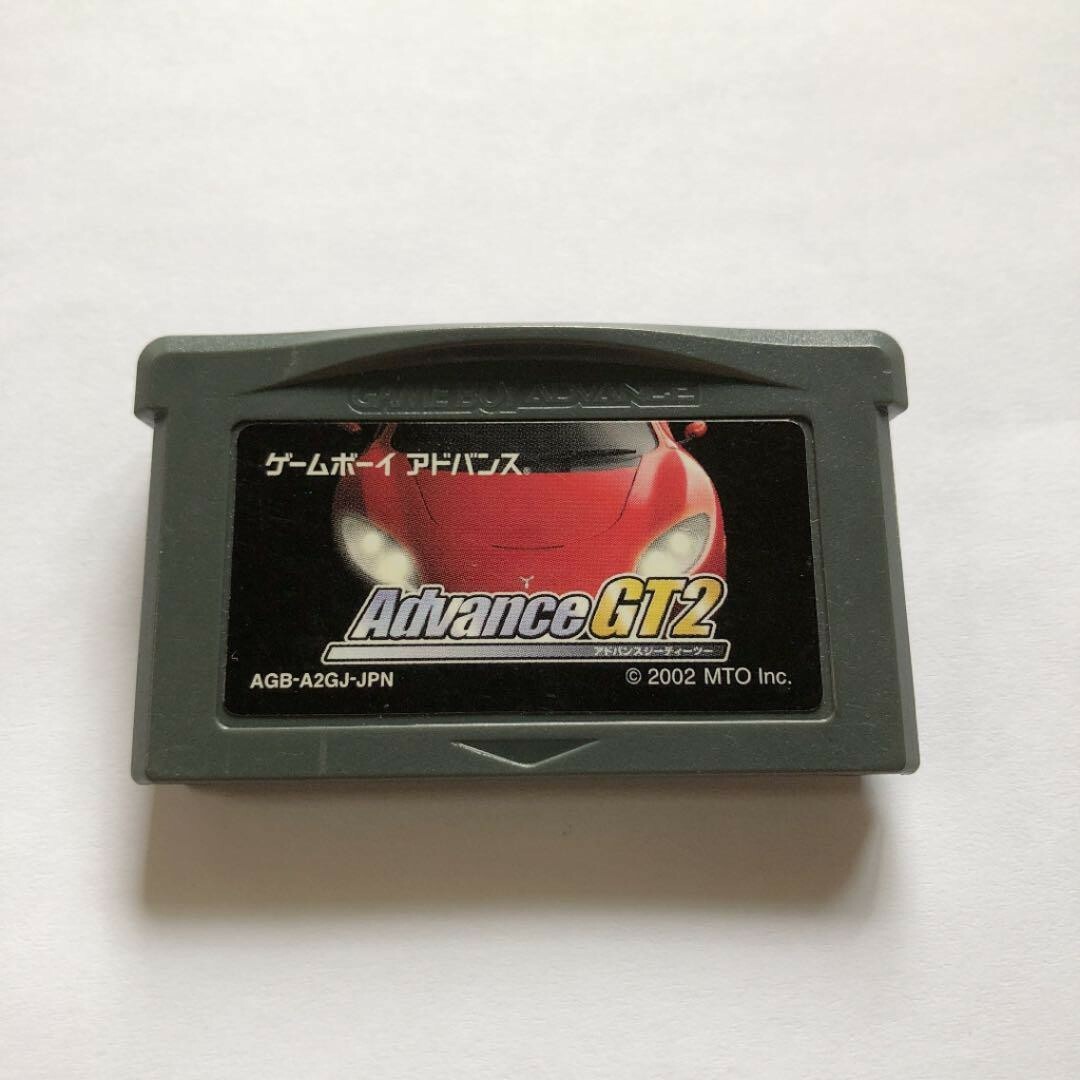 GAME BOY ADVANCE
ゲームボーイ アドバンス®
Advance GT2
アドバンスジーティーツー
AGB-A2GJ-JPN
© 2002 MTO Inc.